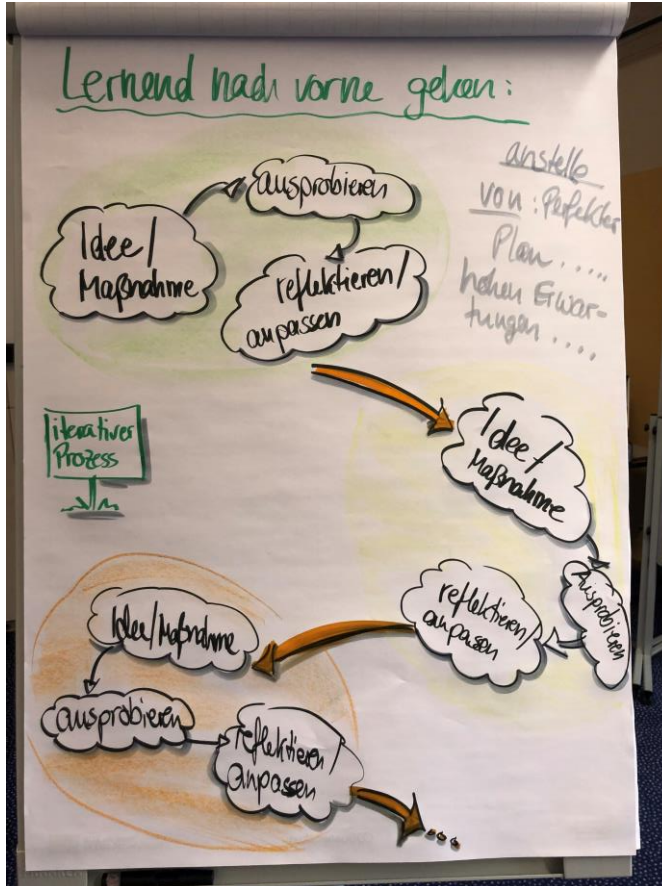 Lernend nach vorne gehen:
anstelle
von: Perfekter
Plan.....
hohen Erwar-
tungen ....
Idee/
Maßnahme
ausprobieren
reflektieren/
anpassen
Idee/
Maßnahme
Ausprobieren
reflektieren/
anpassen
iterativer
Prozess
Idee/Maßnahme
ausprobieren
reflektieren/
anpassen
...